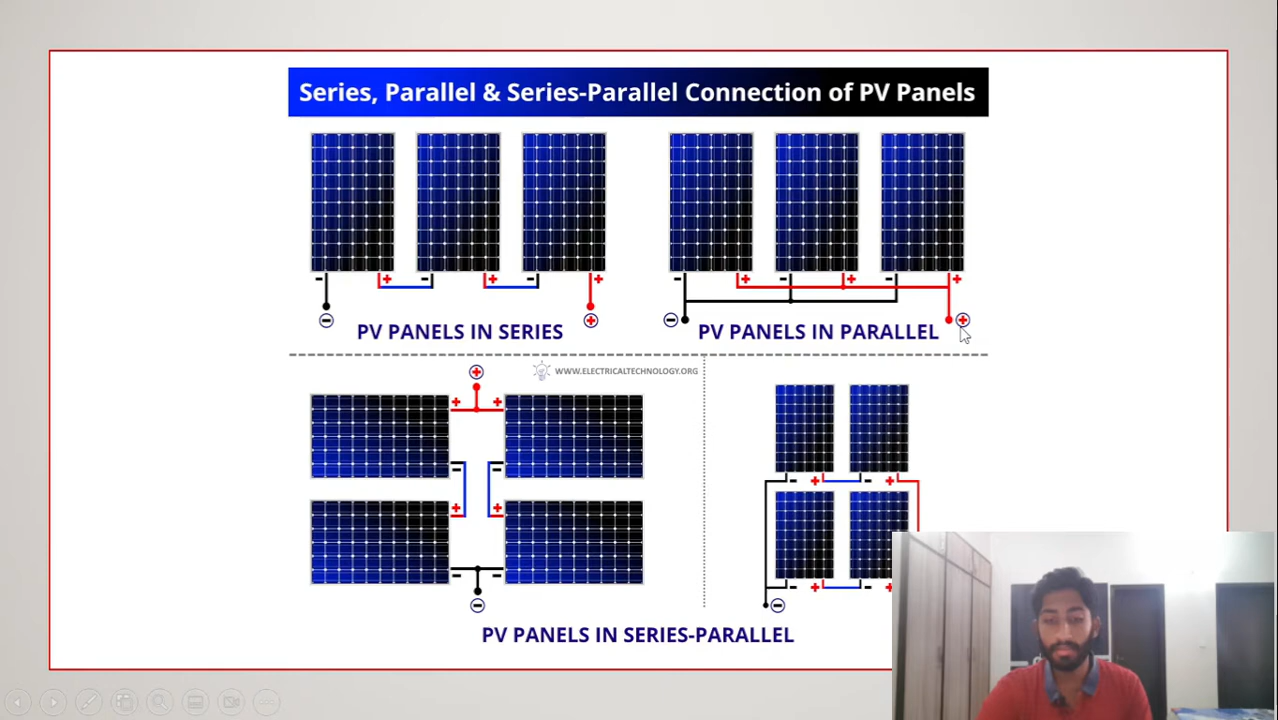 Series, Parallel & Series-Parallel Connection of PV Panels
- + - + - +
- + - + - +
- +
- +
PV PANELS IN SERIES
PV PANELS IN PARALLEL
+
WWW.ELECTRICALTECHNOLOGY.ORG
+ +
- -
+ +
- -
-
- + - +
- + - +
-
PV PANELS IN SERIES-PARALLEL